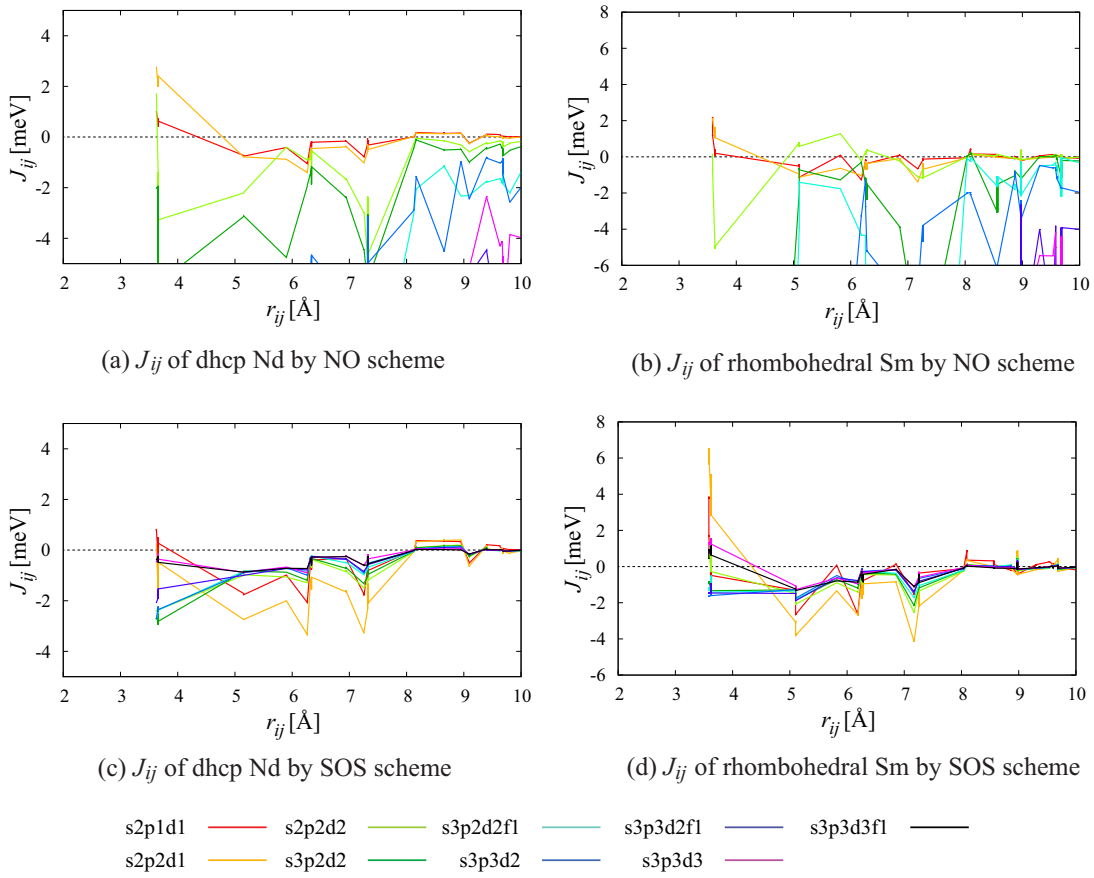 4
2
0
-2
-4
J_ij [meV]
2 3 4 5 6 7 8 9 10
r_ij [Å]
(a) J_ij of dhcp Nd by NO scheme
8
6
4
2
0
-2
-4
-6
J_ij [meV]
2 3 4 5 6 7 8 9 10
r_ij [Å]
(b) J_ij of rhombohedral Sm by NO scheme
4
2
0
-2
-4
J_ij [meV]
2 3 4 5 6 7 8 9 10
r_ij [Å]
(c) J_ij of dhcp Nd by SOS scheme
8
6
4
2
0
-2
-4
-6
J_ij [meV]
2 3 4 5 6 7 8 9 10
r_ij [Å]
(d) J_ij of rhombohedral Sm by SOS scheme
s2p1d1 s2p2d2 s3p2d2f1 s3p3d2f1 s3p3d3f1
s2p2d1 s3p2d2 s3p3d2 s3p3d3